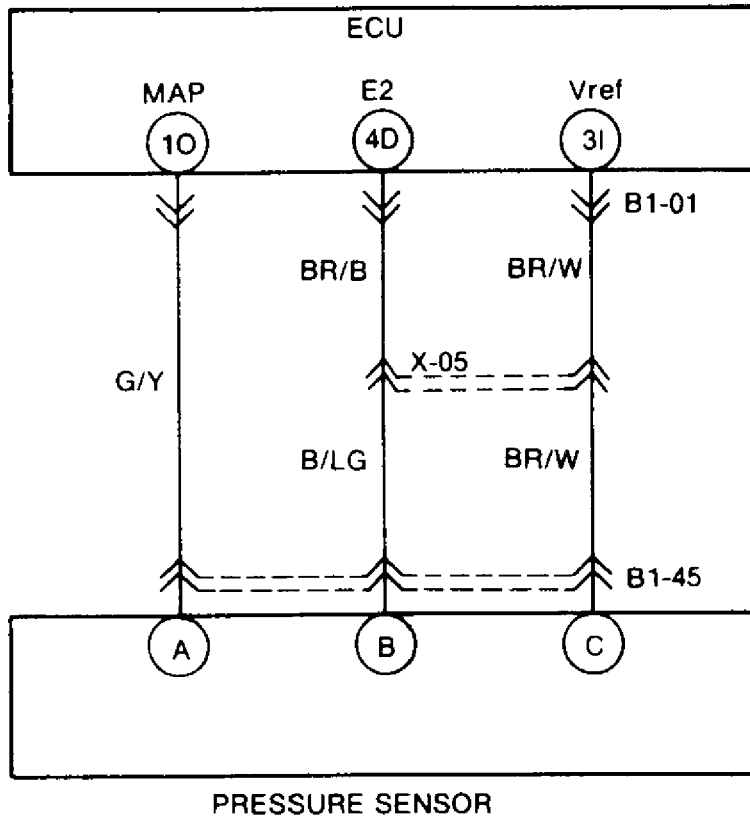 ECU
MAP E2 Vref
1O 4D 3I
B1-01
BR/B BR/W
X-05
G/Y
B/LG BR/W
B1-45
A B C
PRESSURE SENSOR